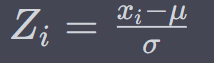 Z_i = \frac{x_i - \mu}{\sigma}